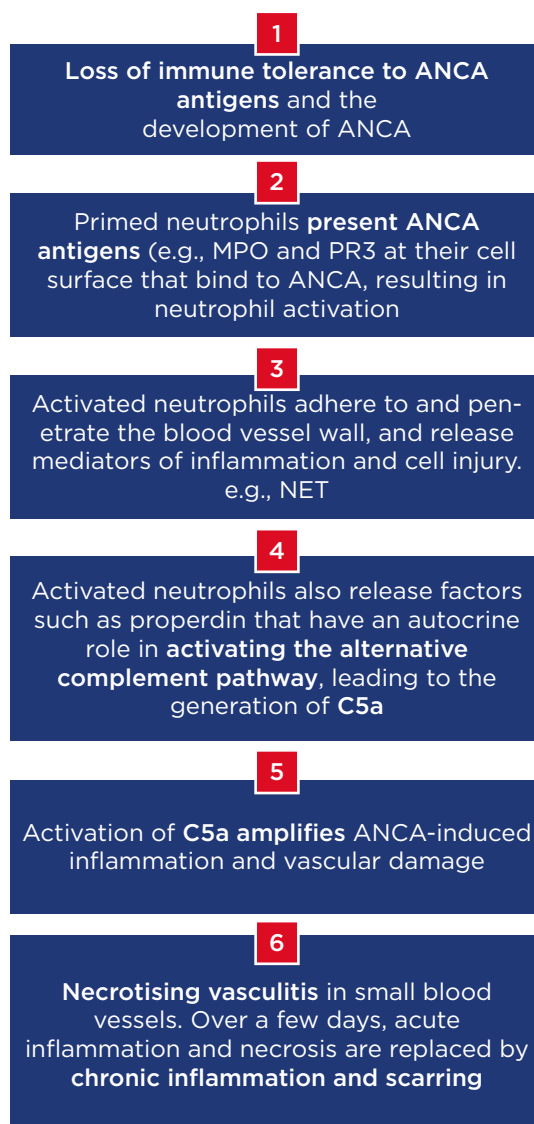 1
Loss of immune tolerance to ANCA
antigens and the
development of ANCA
2
Primed neutrophils present ANCA
antigens (e.g., MPO and PR3 at their cell
surface that bind to ANCA, resulting in
neutrophil activation
3
Activated neutrophils adhere to and pen-
etrate the blood vessel wall, and release
mediators of inflammation and cell injury.
e.g., NET
4
Activated neutrophils also release factors
such as properdin that have an autocrine
role in activating the alternative
complement pathway, leading to the
generation of C5a
5
Activation of C5a amplifies ANCA-induced
inflammation and vascular damage
6
Necrotising vasculitis in small blood
vessels. Over a few days, acute
inflammation and necrosis are replaced by
chronic inflammation and scarring